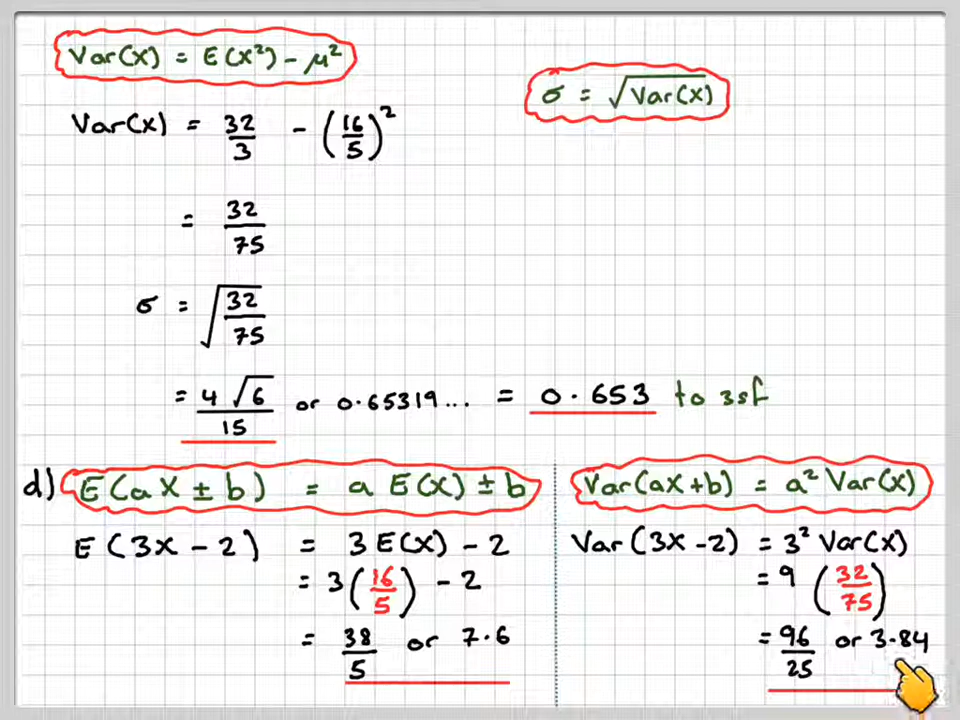 Var(x) = E(x²) - μ²
σ = √Var(x)
Var(x) = 32/3 - (16/5)²
= 32/75
σ = √32/75
= 4√6/15 or 0.65319... = 0.653 to 3sf
d) E(aX ± b) = a E(x) ± b
E(3x - 2) = 3 E(x) - 2
= 3(16/5) - 2
= 38/5 or 7.6
Var(aX+b) = a² Var(x)
Var(3x - 2) = 3² Var(x)
= 9 (32/75)
= 96/25 or 3.84